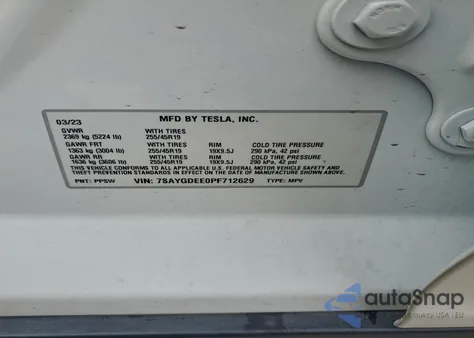 03/23 MFD BY TESLA, INC.
GVWR WITH TIRES
2369 kg (5224 lb) 255/45R19
GAWR FRT WITH TIRES RIM COLD TIRE PRESSURE
1363 kg (3004 lb) 255/45R19 19X9.5J 290 kPa, 42 psi
GAWR RR WITH TIRES RIM COLD TIRE PRESSURE
1636 kg (3606 lb) 255/45R19 19X9.5J 290 kPa, 42 psi
THIS VEHICLE CONFORMS TO ALL APPLICABLE U.S. FEDERAL MOTOR VEHICLE SAFETY AND
THEFT PREVENTION STANDARDS IN EFFECT ON THE DATE OF MANUFACTURE SHOWN ABOVE.
PNT: PPSW VIN: 7SAYGDEE0PF712629 TYPE: MPV
autoSnap
aukcji USA i EU